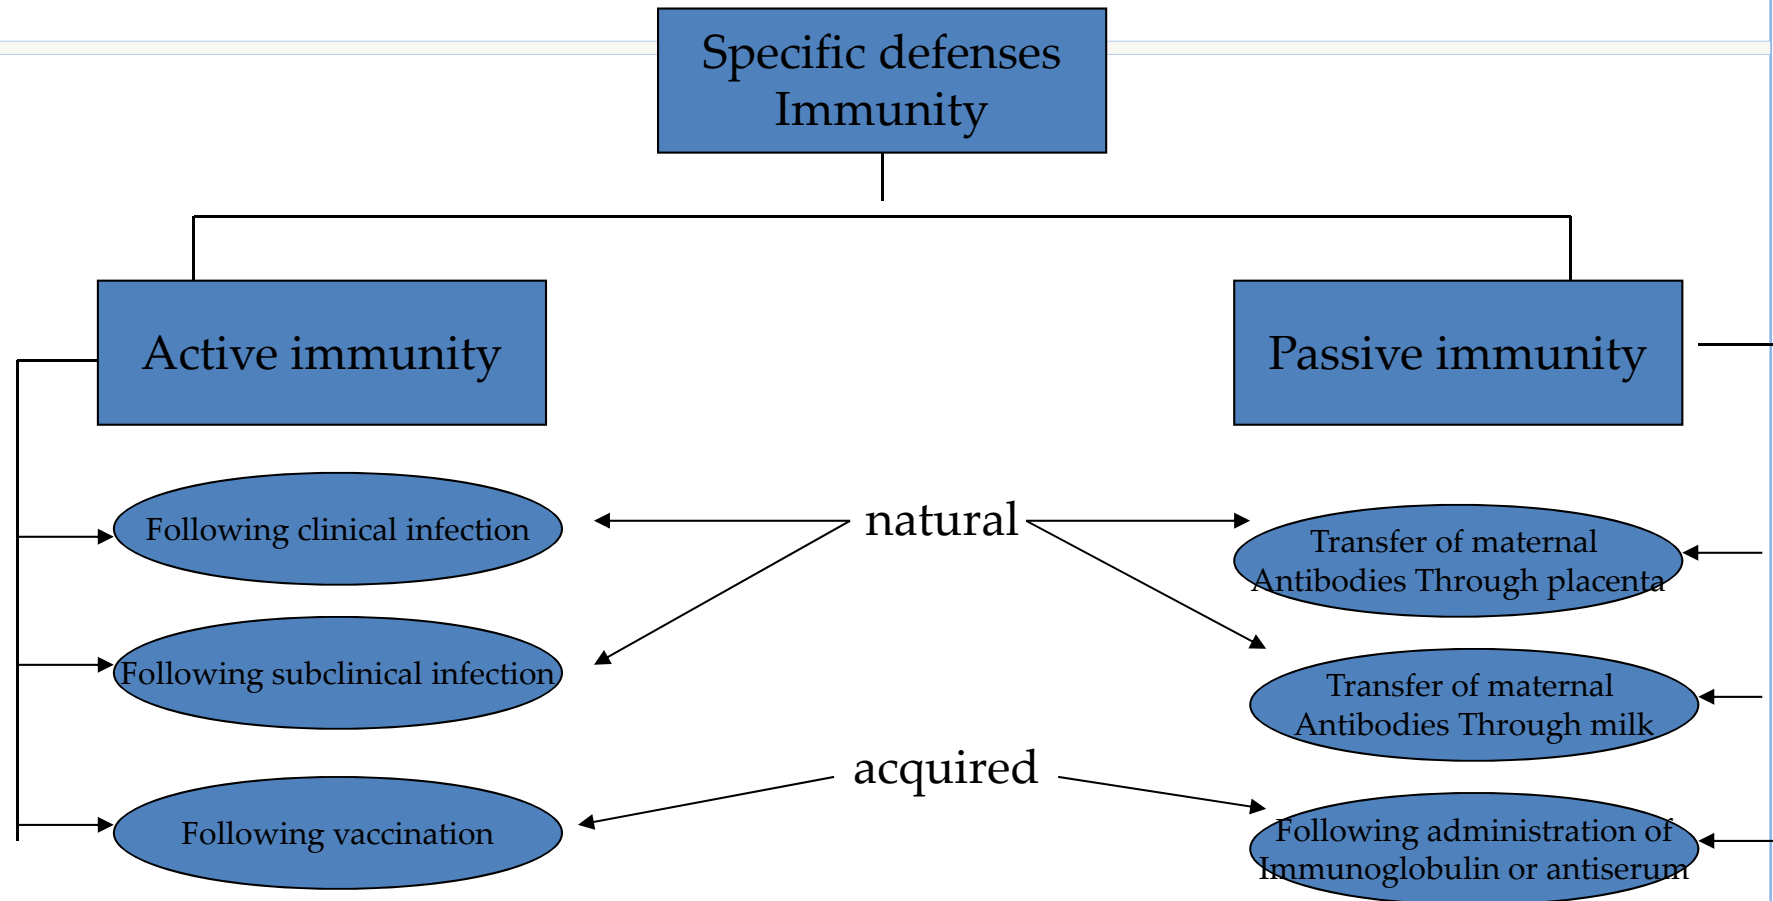 Specific defenses
Immunity
Active immunity
Passive immunity
Following clinical infection
natural
Transfer of maternal
Antibodies Through placenta
Following subclinical infection
Transfer of maternal
Antibodies Through milk
acquired
Following vaccination
Following administration of
Immunoglobulin or antiserum